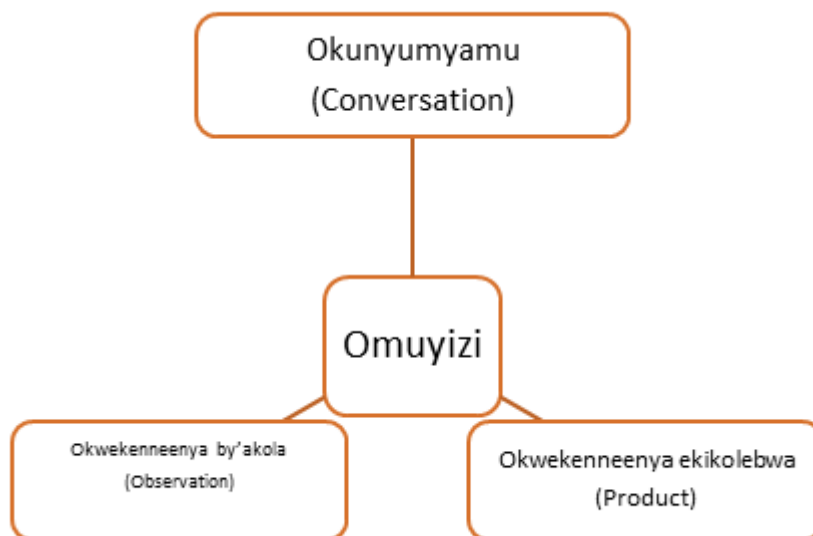 Okunyumyamu
(Conversation)
Omuyizi
Okwekenneenya by'akola
(Observation)
Okwekenneenya ekikolebwa
(Product)